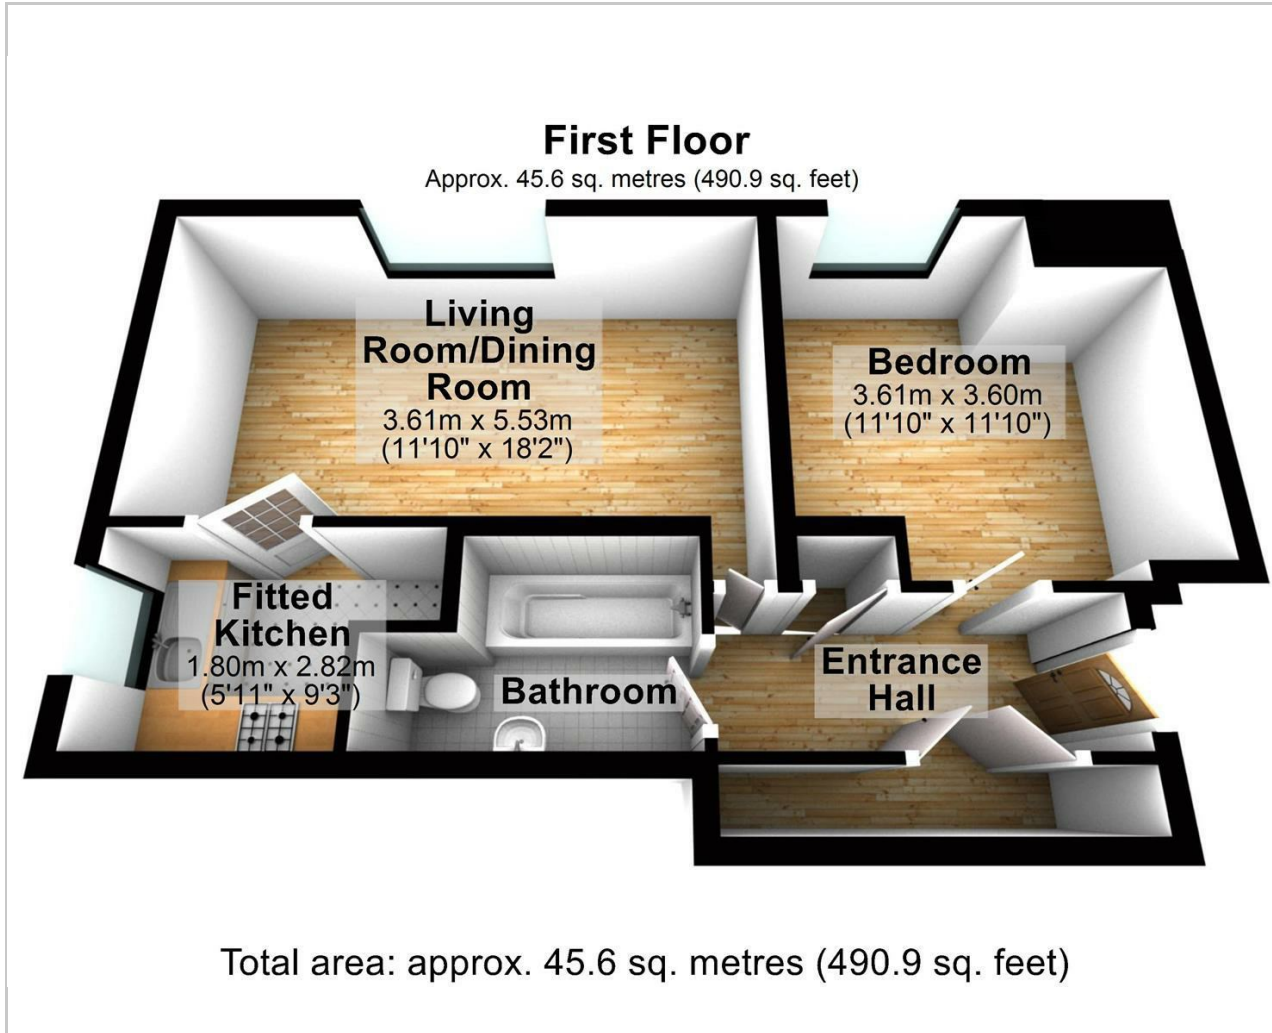 First Floor
Approx. 45.6 sq. metres (490.9 sq. feet)
Living
Room/Dining
Room
3.61m x 5.53m
(11'10" x 18'2")
Bedroom
3.61m x 3.60m
(11'10" x 11'10")
Fitted
Kitchen
1.80m x 2.82m
(5'11" x 9'3")
Bathroom
Entrance
Hall
Total area: approx. 45.6 sq. metres (490.9 sq. feet)